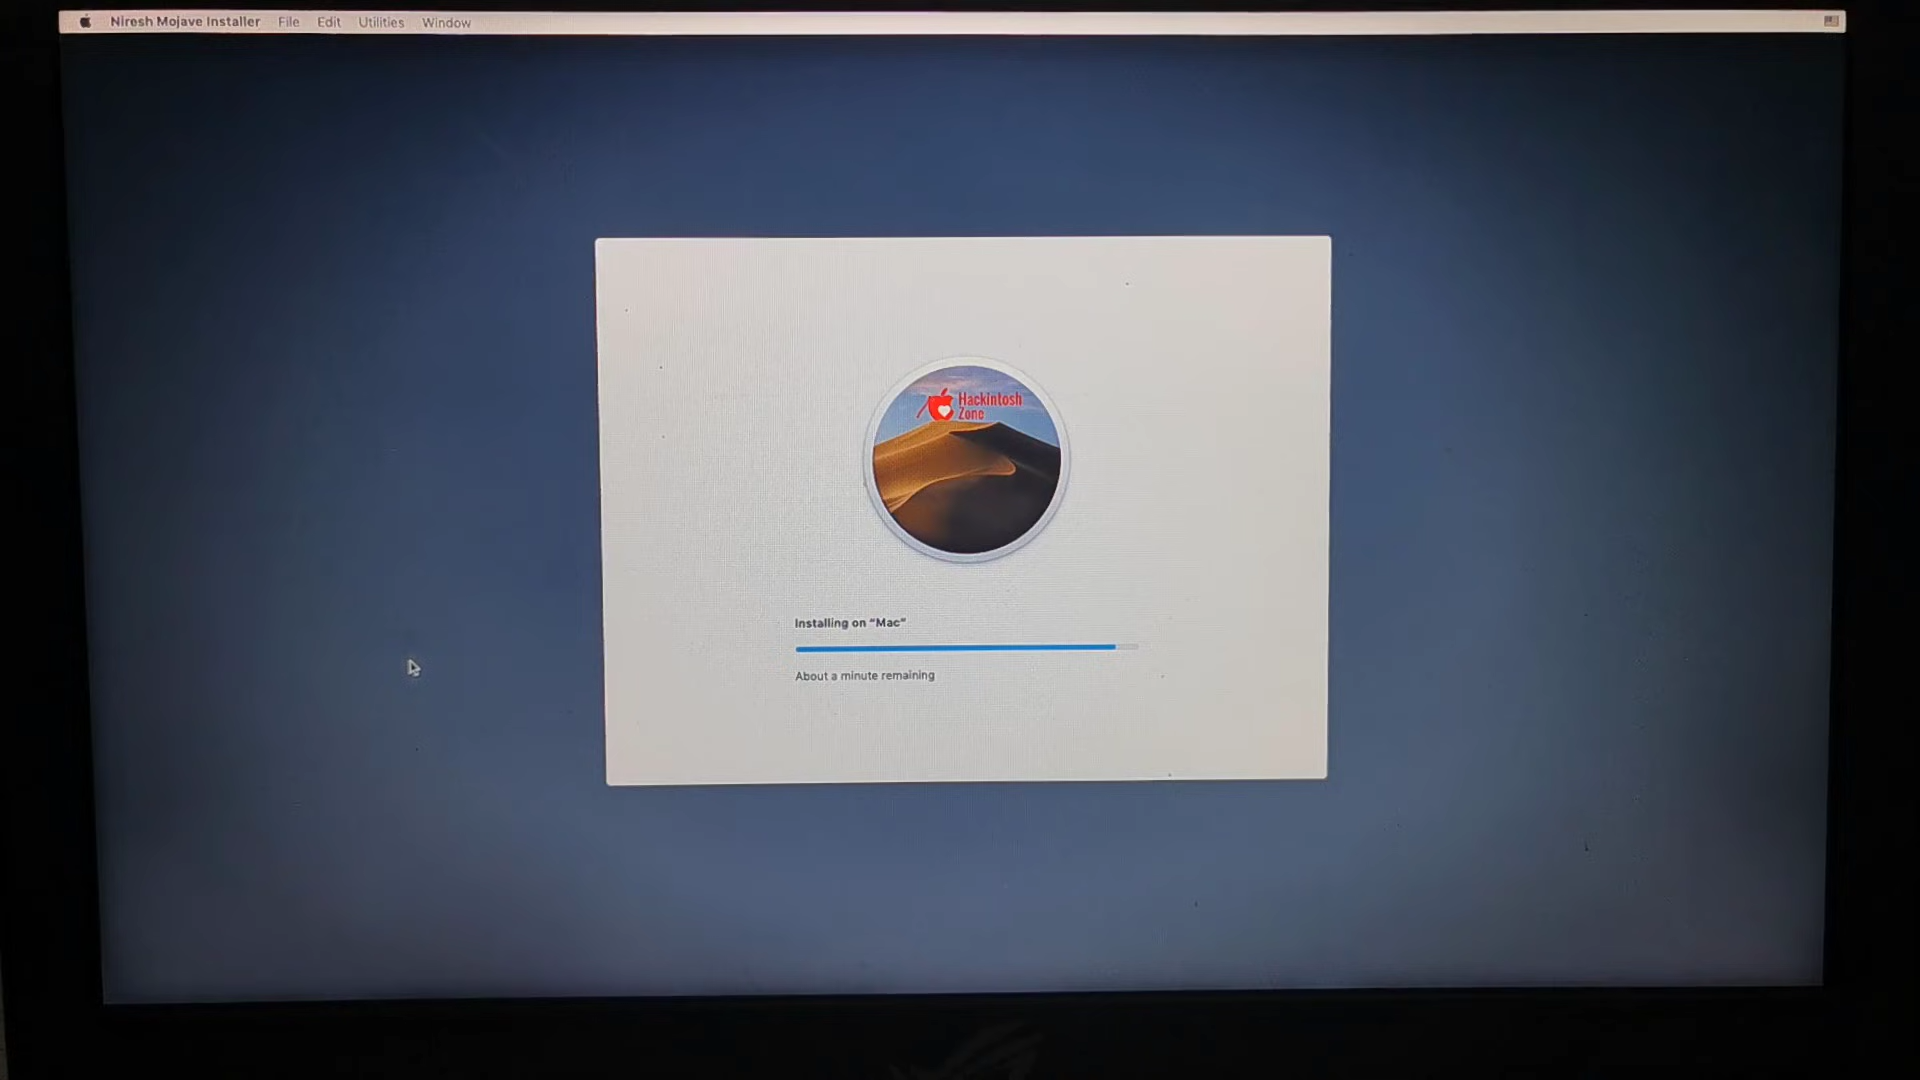 Niresh Mojave Installer File Edit Utilities Window
Hackintosh
Zone
Installing on “Mac”
About a minute remaining